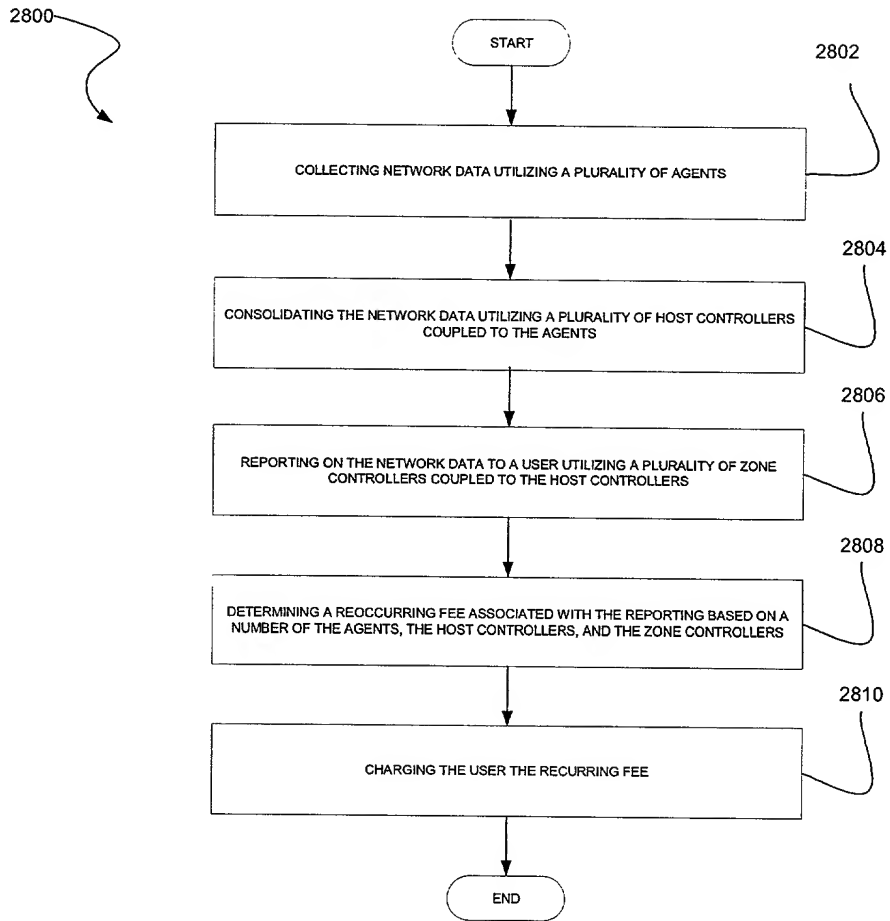 2800
START
2802
COLLECTING NETWORK DATA UTILIZING A PLURALITY OF AGENTS
2804
CONSOLIDATING THE NETWORK DATA UTILIZING A PLURALITY OF HOST CONTROLLERS
COUPLED TO THE AGENTS
2806
REPORTING ON THE NETWORK DATA TO A USER UTILIZING A PLURALITY OF ZONE
CONTROLLERS COUPLED TO THE HOST CONTROLLERS
2808
DETERMINING A REOCCURRING FEE ASSOCIATED WITH THE REPORTING BASED ON A
NUMBER OF THE AGENTS, THE HOST CONTROLLERS, AND THE ZONE CONTROLLERS
2810
CHARGING THE USER THE RECURRING FEE
END